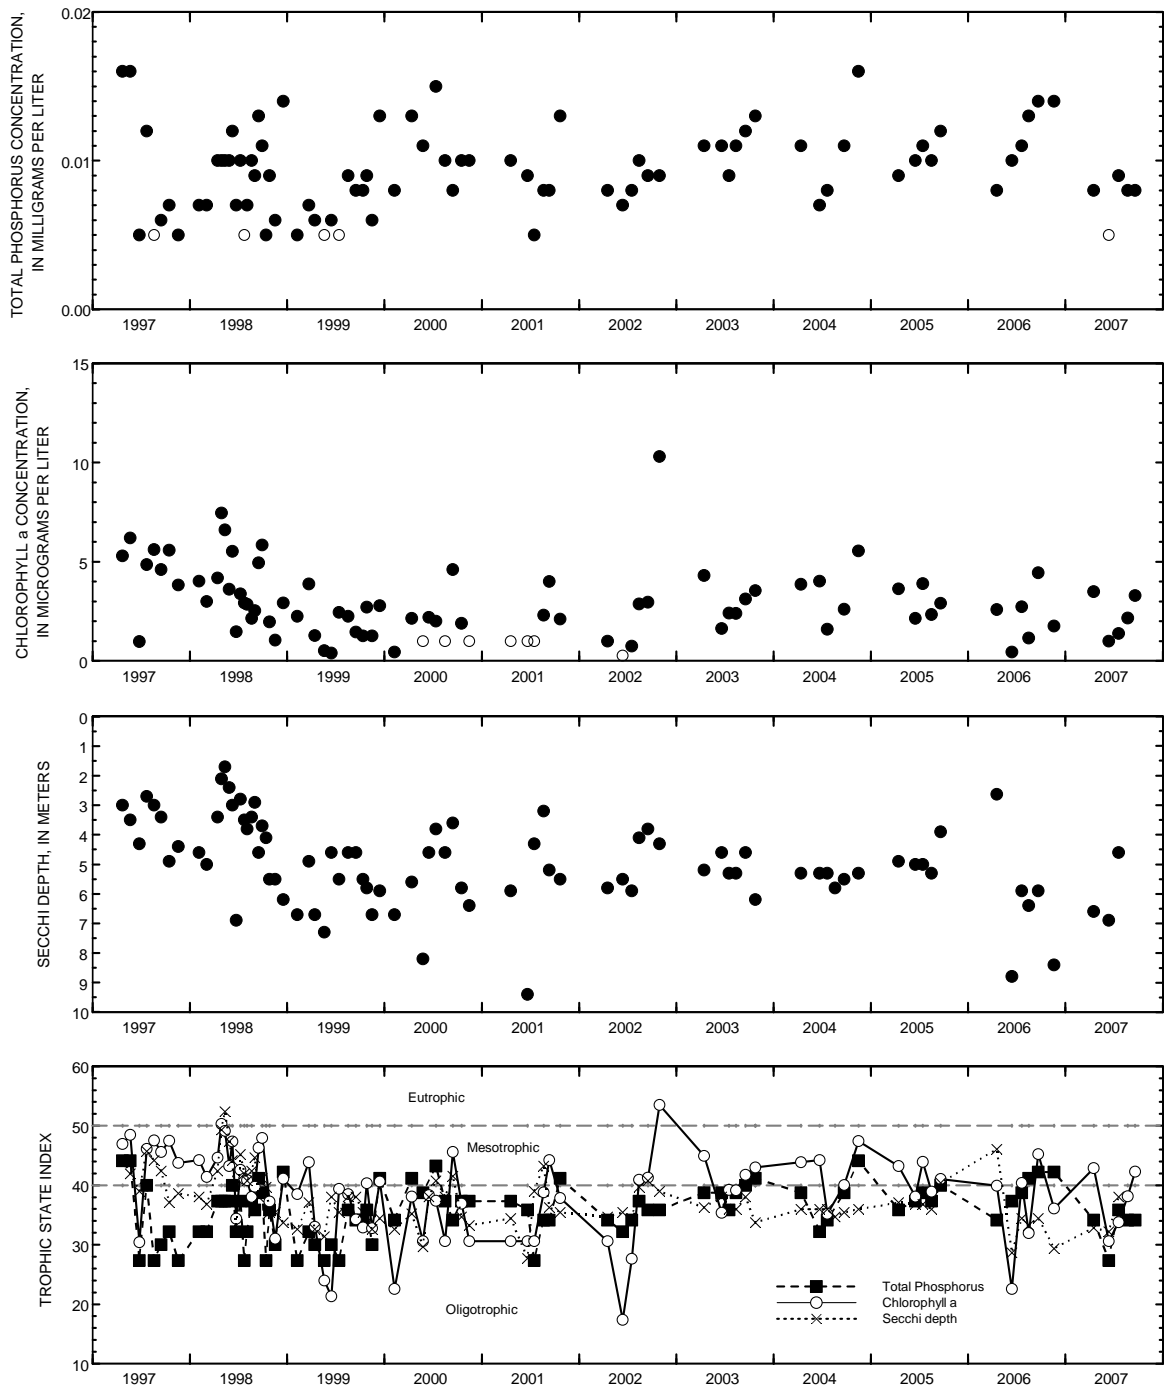 TOTAL PHOSPHORUS CONCENTRATION,
IN MILLIGRAMS PER LITER
0.02
0.01
0.00
1997 1998 1999 2000 2001 2002 2003 2004 2005 2006 2007
CHLOROPHYLL a CONCENTRATION,
IN MICROGRAMS PER LITER
15
10
5
0
1997 1998 1999 2000 2001 2002 2003 2004 2005 2006 2007
SECCHI DEPTH, IN METERS
0
1
2
3
4
5
6
7
8
9
10
1997 1998 1999 2000 2001 2002 2003 2004 2005 2006 2007
TROPHIC STATE INDEX
60
50
40
30
20
10
Eutrophic
Mesotrophic
Oligotrophic
Total Phosphorus
Chlorophyll a
Secchi depth
1997 1998 1999 2000 2001 2002 2003 2004 2005 2006 2007